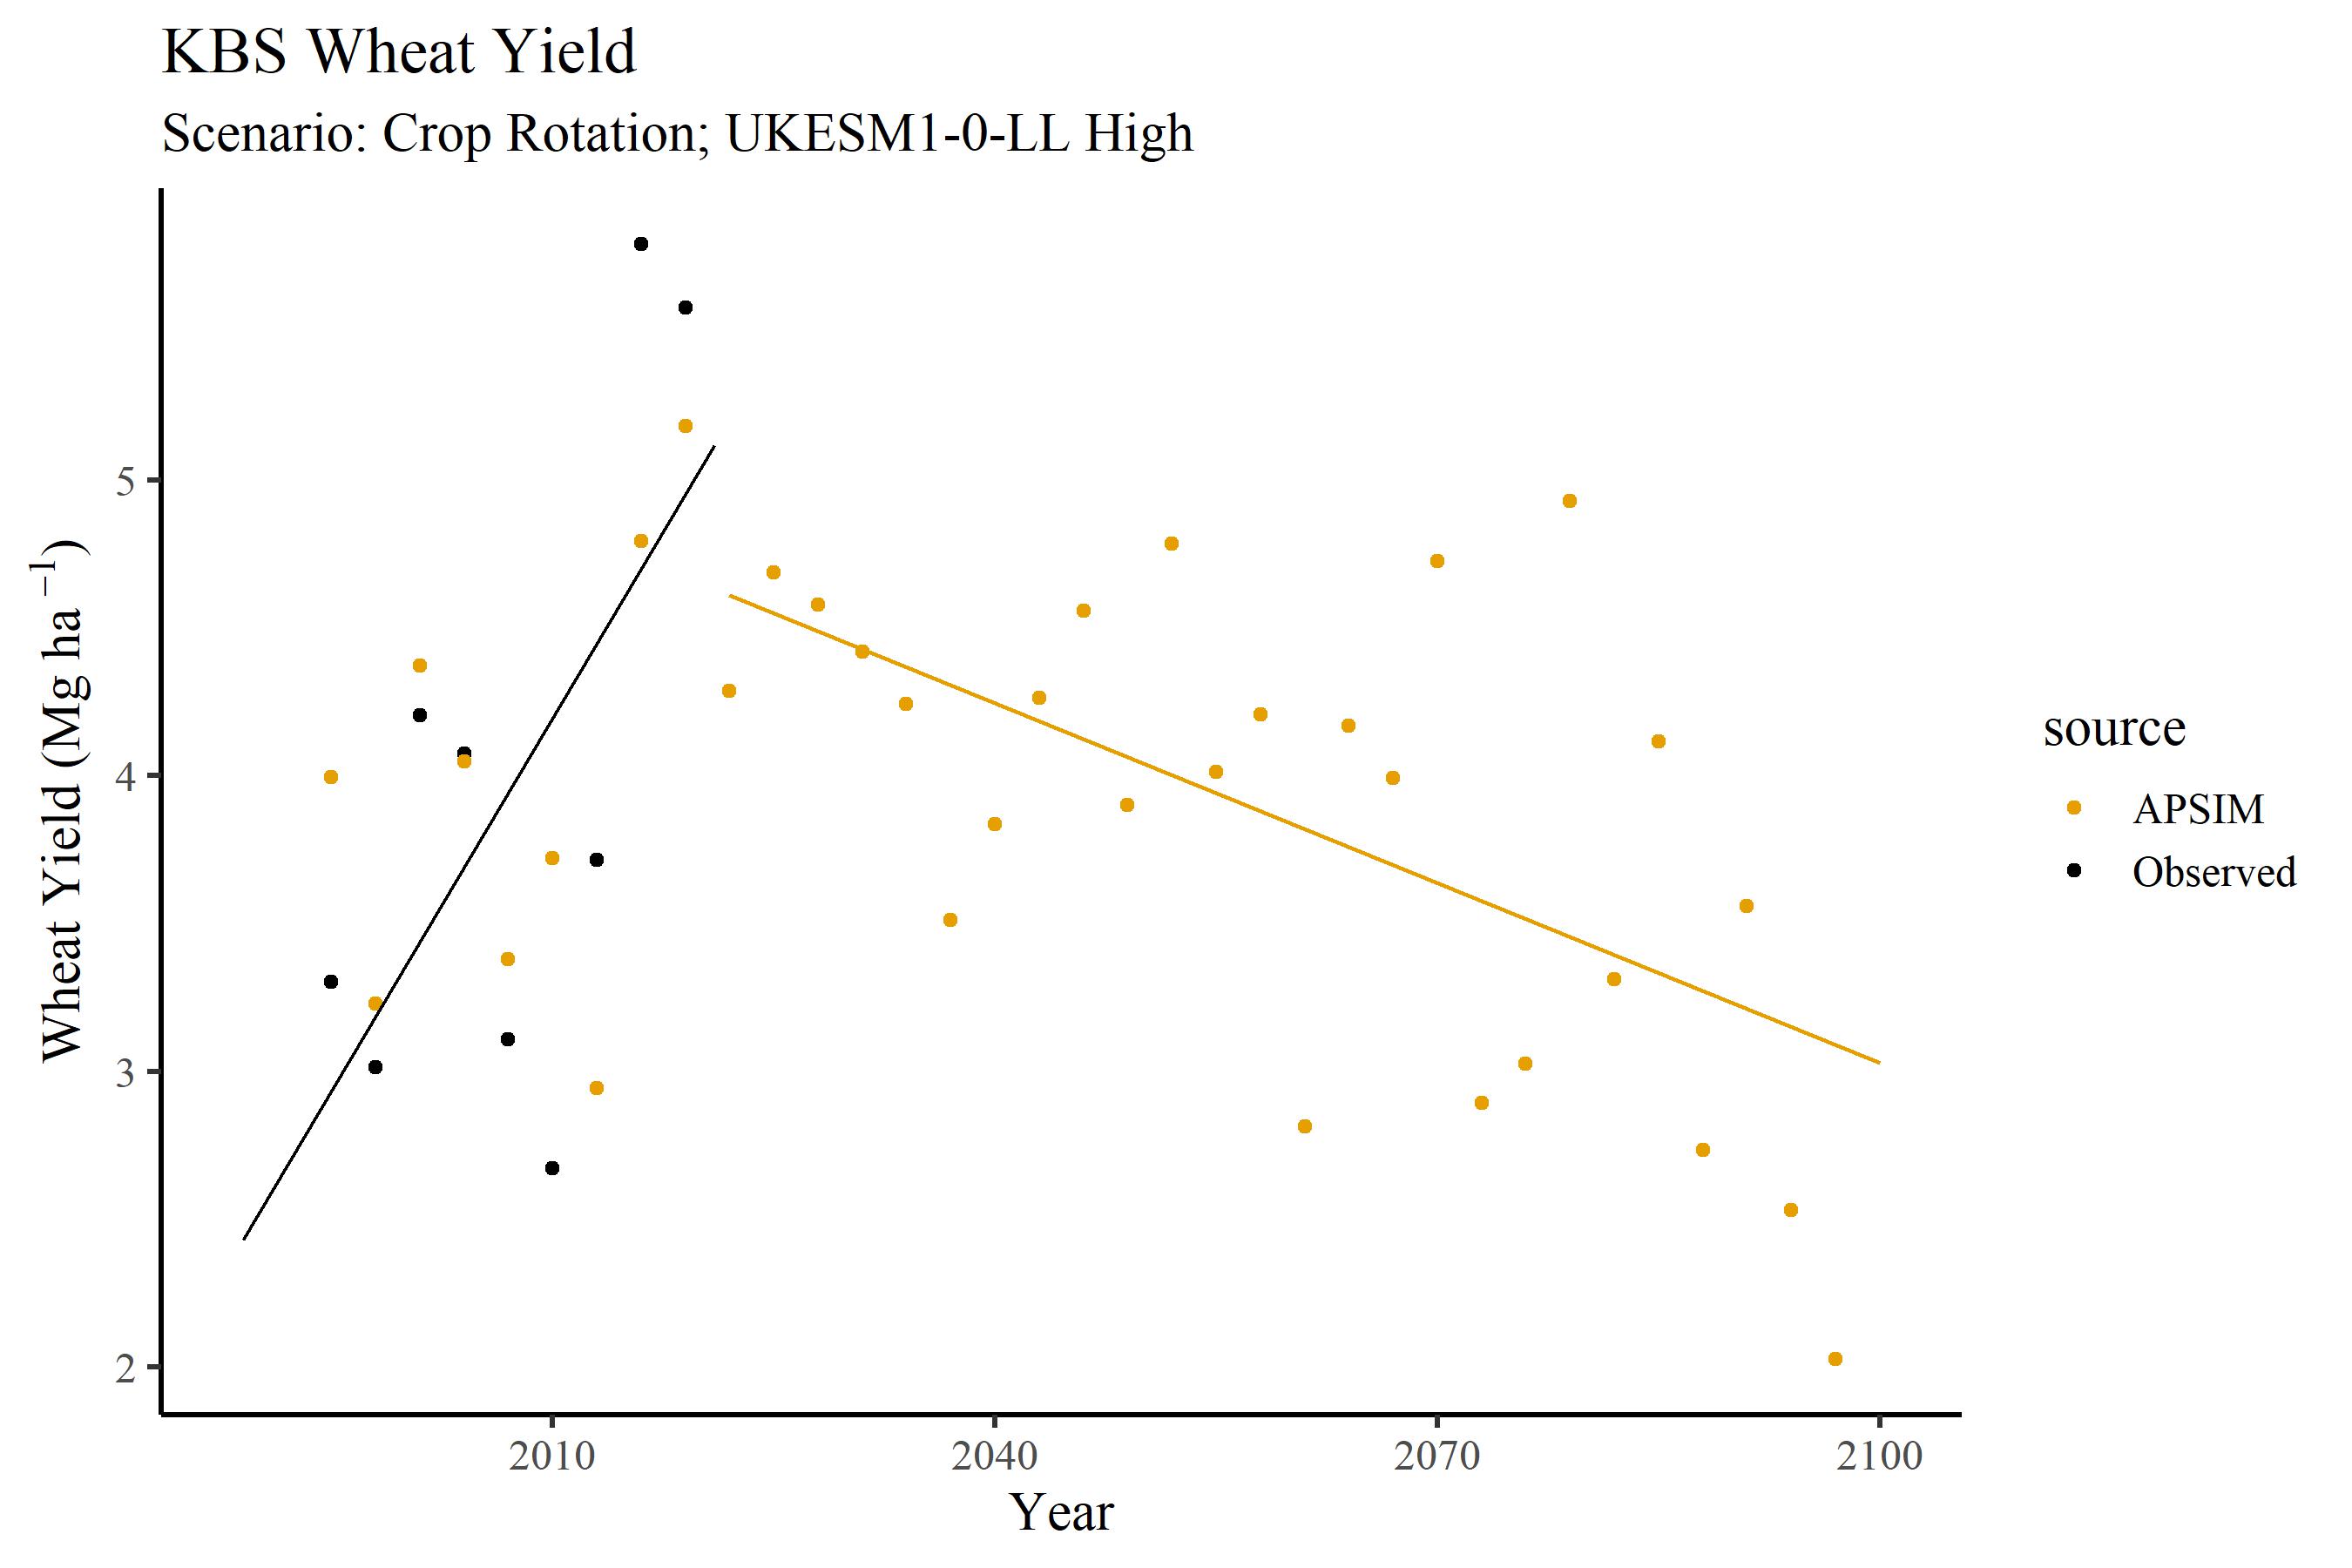 KBS Wheat Yield
Scenario: Crop Rotation; UKESM1-0-LL High
Wheat Yield (Mg ha⁻¹)
5
4
3
2
2010
2040
2070
2100
Year
source
APSIM
Observed